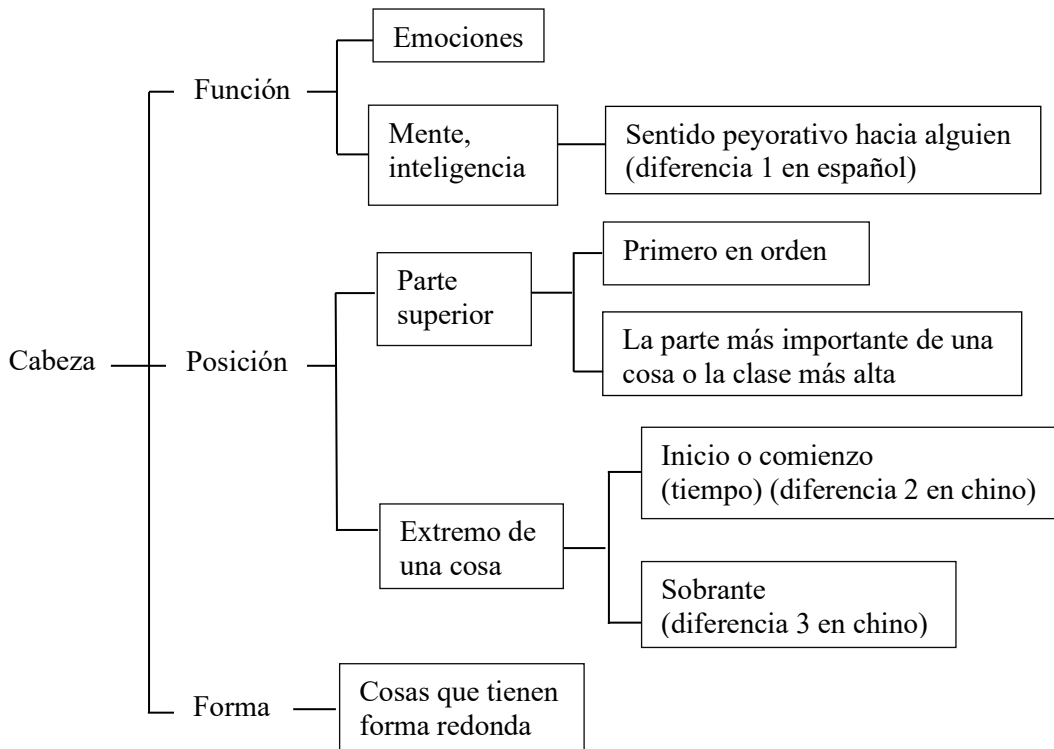 Emociones
Función
Mente,
inteligencia
Sentido peyorativo hacia alguien
(diferencia 1 en español)
Primero en orden
Parte
superior
La parte más importante de una
cosa o la clase más alta
Cabeza
Posición
Inicio o comienzo
(tiempo) (diferencia 2 en chino)
Extremo de
una cosa
Sobrante
(diferencia 3 en chino)
Forma
Cosas que tienen
forma redonda